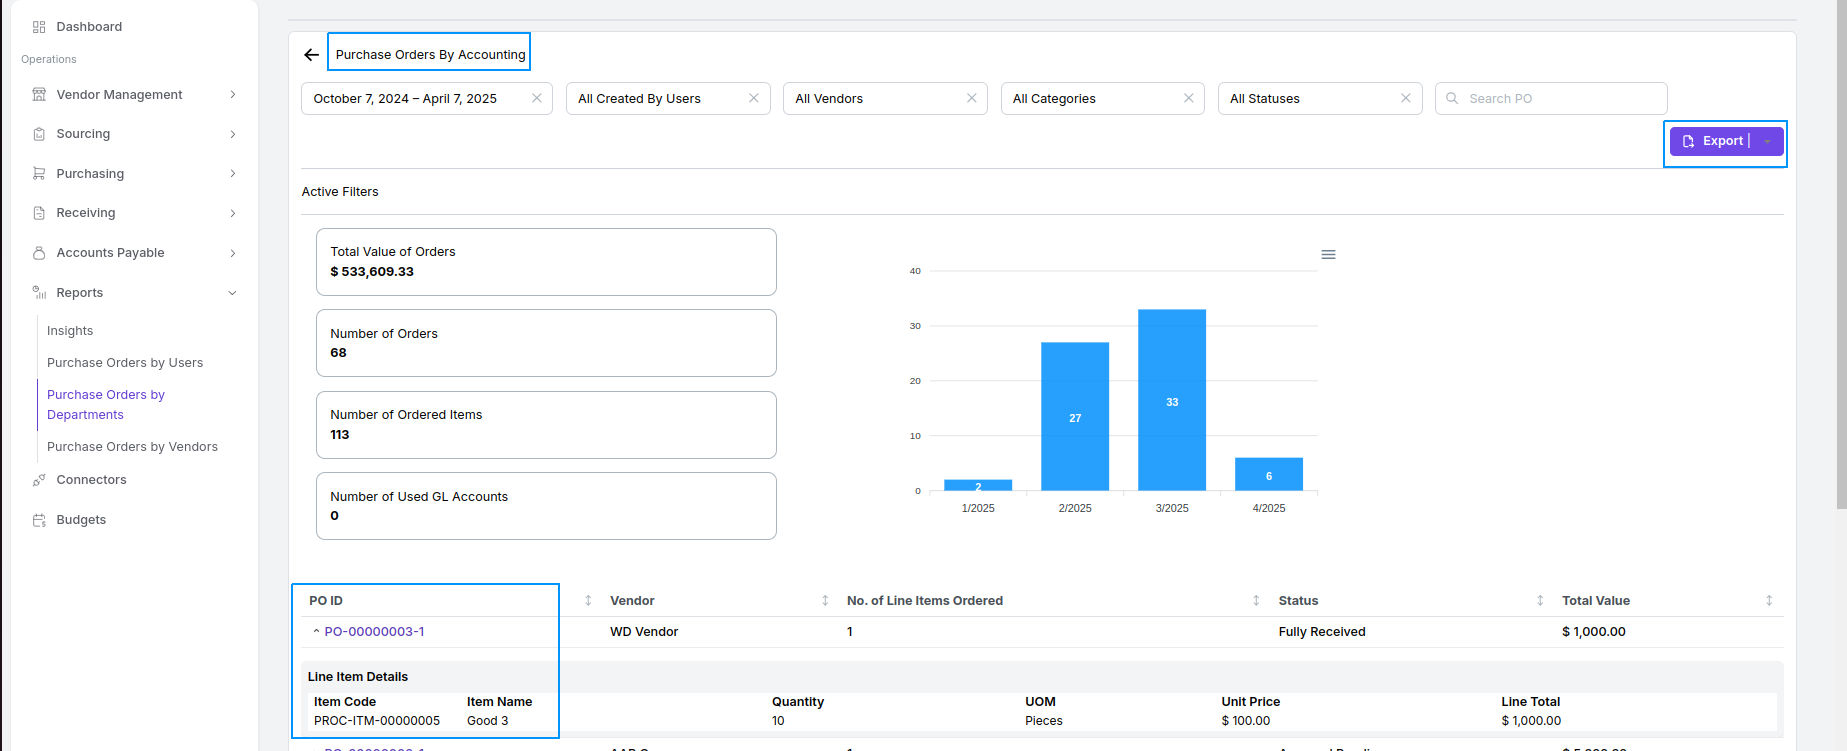 Dashboard
Operations
Vendor Management
Sourcing
Purchasing
Receiving
Accounts Payable
Reports
Insights
Purchase Orders by Users
Purchase Orders by
Departments
Purchase Orders by Vendors
Connectors
Budgets
Purchase Orders By Accounting
October 7, 2024 – April 7, 2025
All Created By Users
All Vendors
All Categories
All Statuses
Search PO
Export
Active Filters
Total Value of Orders
$ 533,609.33
Number of Orders
68
Number of Ordered Items
113
Number of Used GL Accounts
0
40
30
20
10
0
2
27
33
6
1/2025 2/2025 3/2025 4/2025
PO ID Vendor No. of Line Items Ordered Status Total Value
PO-00000003-1 WD Vendor 1 Fully Received $ 1,000.00
Line Item Details
Item Code Item Name Quantity UOM Unit Price Line Total
PROC-ITM-00000005 Good 3 10 Pieces $ 100.00 $ 1,000.00